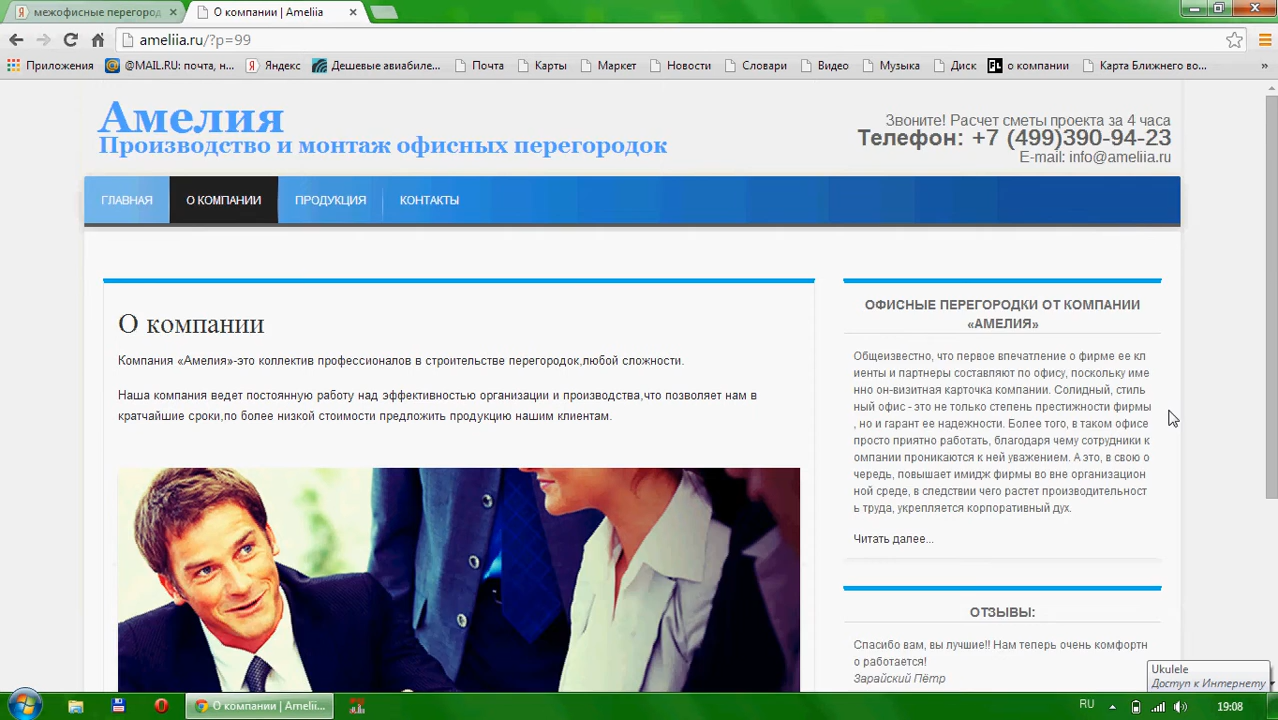 межофисные перегород
О компании | Ameliia
ameliia.ru/?p=99
Приложения
@MAIL.RU: почта, н...
Яндекс
Дешевые авиабиле...
Почта
Карты
Маркет
Новости
Словари
Видео
Музыка
Диск
о компании
Карта Ближнего во...
»
Амелия
Производство и монтаж офисных перегородок
Звоните! Расчет сметы проекта за 4 часа
Телефон: +7 (499)390-94-23
E-mail: info@ameliia.ru
ГЛАВНАЯ
О КОМПАНИИ
ПРОДУКЦИЯ
КОНТАКТЫ
О компании
Компания «Амелия»-это коллектив профессионалов в строительстве перегородок,любой сложности.
Наша компания ведет постоянную работу над эффективностью организации и производства,что позволяет нам в
кратчайшие сроки,по более низкой стоимости предложить продукцию нашим клиентам.
ОФИСНЫЕ ПЕРЕГОРОДКИ ОТ КОМПАНИИ
«АМЕЛИЯ»
Общеизвестно, что первое впечатление о фирме ее кл
иенты и партнеры составляют по офису, поскольку име
нно он-визитная карточка компании. Солидный, стиль
ный офис - это не только степень престижности фирмы
, но и гарант ее надежности. Более того, в таком офисе
просто приятно работать, благодаря чему сотрудники к
омпании проникаются к ней уважением. А это, в свою о
чередь, повышает имидж фирмы во вне организацион
ной среде, в следствии чего растет производительност
ь труда, укрепляется корпоративный дух.
Читать далее...
ОТЗЫВЫ:
Спасибо вам, вы лучшие!! Нам теперь очень комфортн
о работается!
Зарайский Пётр
Ukulele
Доступ к Интернету
О компании | Amelii...
RU
19:08